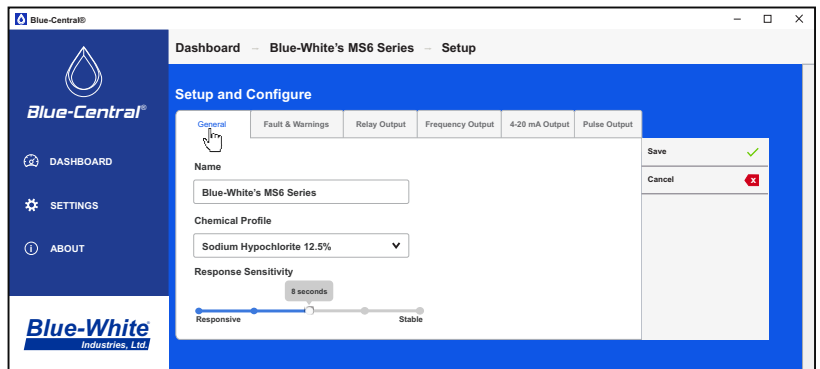 Blue-Central®
Dashboard – Blue-White's MS6 Series – Setup
Blue-Central®
DASHBOARD
SETTINGS
ABOUT
Blue-White®
Industries, Ltd.
Setup and Configure
General
Fault & Warnings
Relay Output
Frequency Output
4-20 mA Output
Pulse Output
Name
Blue-White's MS6 Series
Chemical Profile
Sodium Hypochlorite 12.5%
Response Sensitivity
8 seconds
Responsive
Stable
Save
Cancel
x